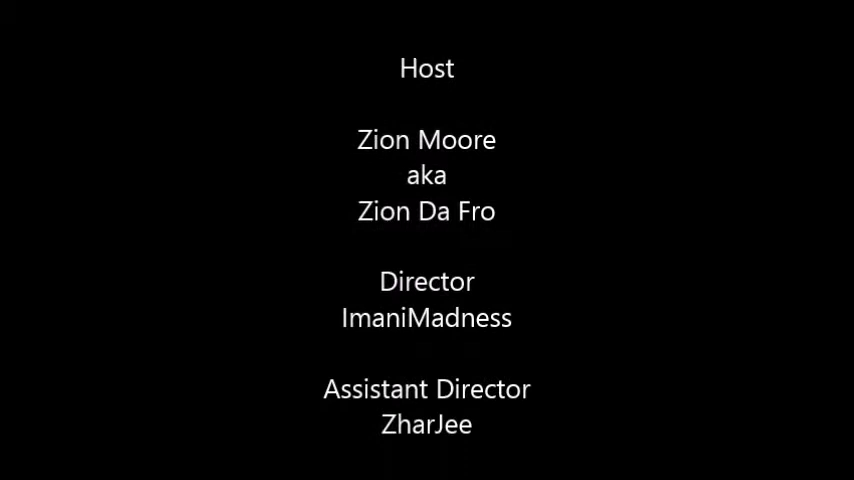 Host
Zion Moore
aka
Zion Da Fro
Director
ImaniMadness
Assistant Director
ZharJee